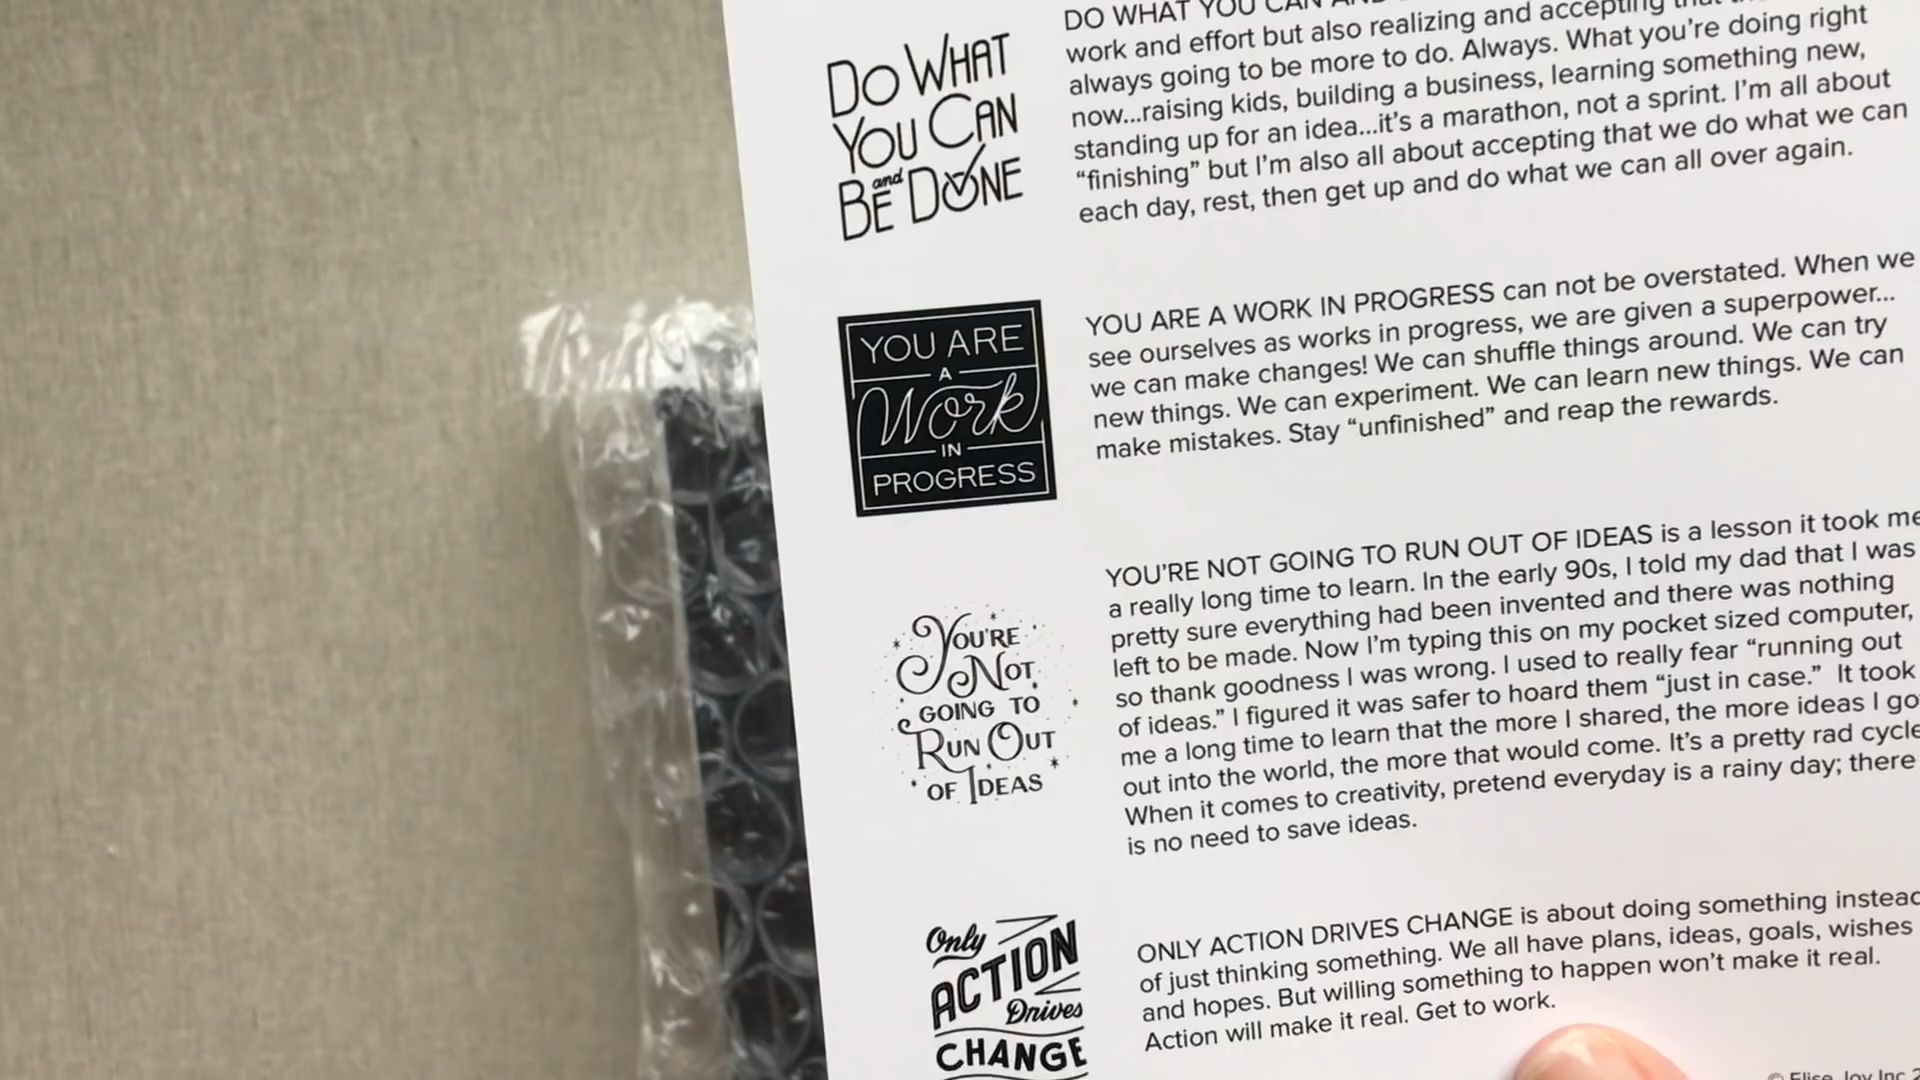 DO WHAT
YOU CAN
and
BE DONE
DO WHAT YOU CAN
work and effort but also realizing and accepting
always going to be more to do. Always. What you're doing right
now...raising kids, building a business, learning something new,
standing up for an idea...it's a marathon, not a sprint. I'm all about
“finishing” but I'm also all about accepting that we do what we can
each day, rest, then get up and do what we can all over again.
YOU ARE
A
Work
IN
PROGRESS
YOU ARE A WORK IN PROGRESS can not be overstated. When we
see ourselves as works in progress, we are given a superpower...
we can make changes! We can shuffle things around. We can try
new things. We can experiment. We can learn new things. We can
make mistakes. Stay “unfinished” and reap the rewards.
YOU'RE
NOT
GOING TO
RUN OUT
OF IDEAS
YOU'RE NOT GOING TO RUN OUT OF IDEAS is a lesson it took me
a really long time to learn. In the early 90s, I told my dad that I was
pretty sure everything had been invented and there was nothing
left to be made. Now I'm typing this on my pocket sized computer,
so thank goodness I was wrong. I used to really fear “running out
of ideas.” I figured it was safer to hoard them “just in case.” It took
me a long time to learn that the more I shared, the more ideas I go
out into the world, the more that would come. It's a pretty rad cycle
When it comes to creativity, pretend everyday is a rainy day; there
is no need to save ideas.
Only
ACTION
Drives
CHANGE
ONLY ACTION DRIVES CHANGE is about doing something instead
of just thinking something. We all have plans, ideas, goals, wishes
and hopes. But willing something to happen won't make it real.
Action will make it real. Get to work.
© Elise Joy Inc